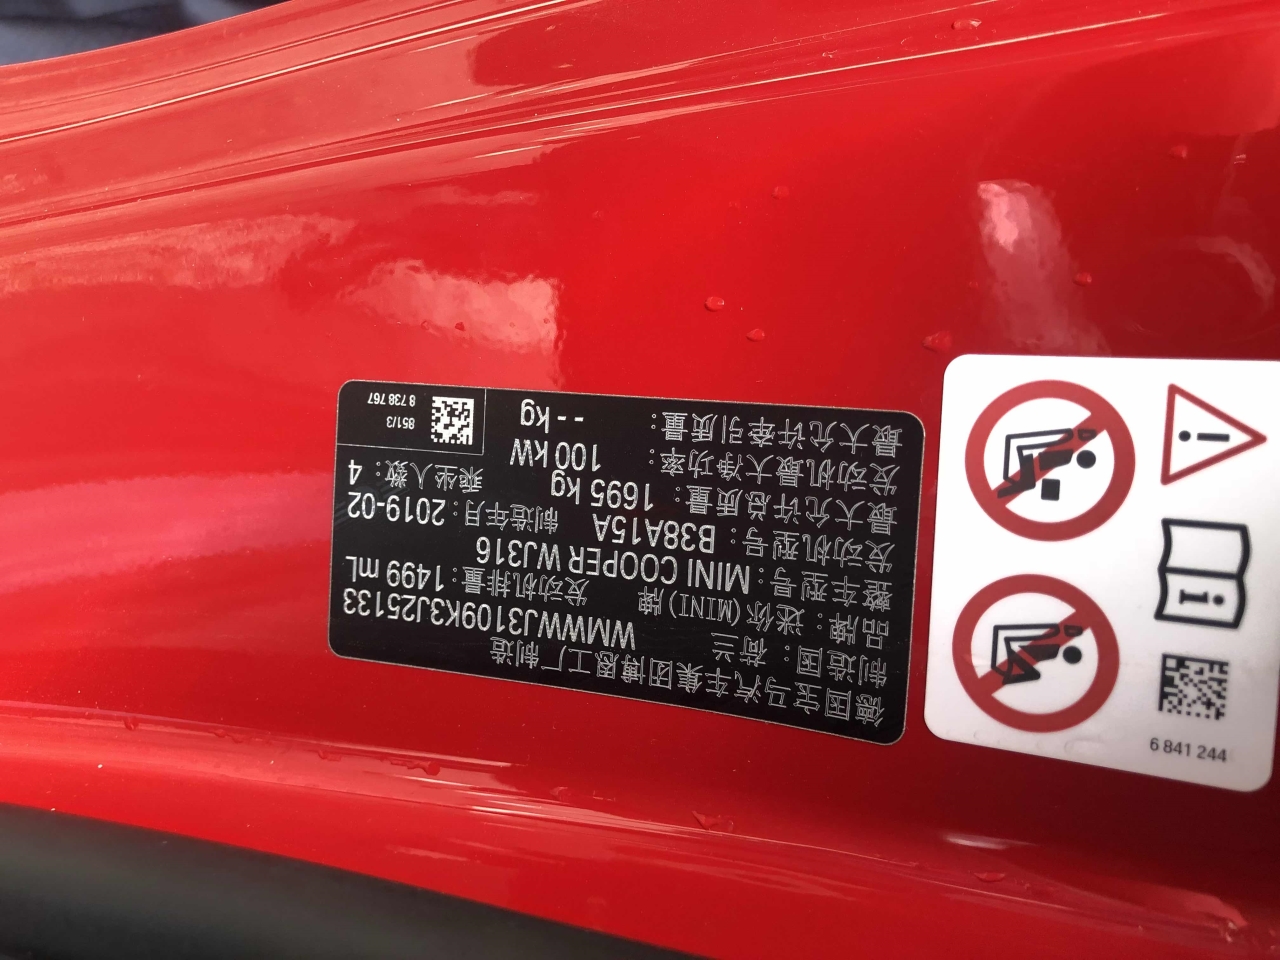 德国宝马汽车集团博恩工厂制造
制造国：荷兰 WMWWJ3109K3J25133
品牌：迷你(MINI)牌 发动机排量：1499 mL
整车型号：MINI COOPER WJ316
发动机型号：B38A15A 制造年月：2019-02
最大允许总质量：1695 kg 乘坐人数：4
发动机最大净功率：100 kW
最大允许牵引质量：-- kg
851/3
8 738 767
6 841 244